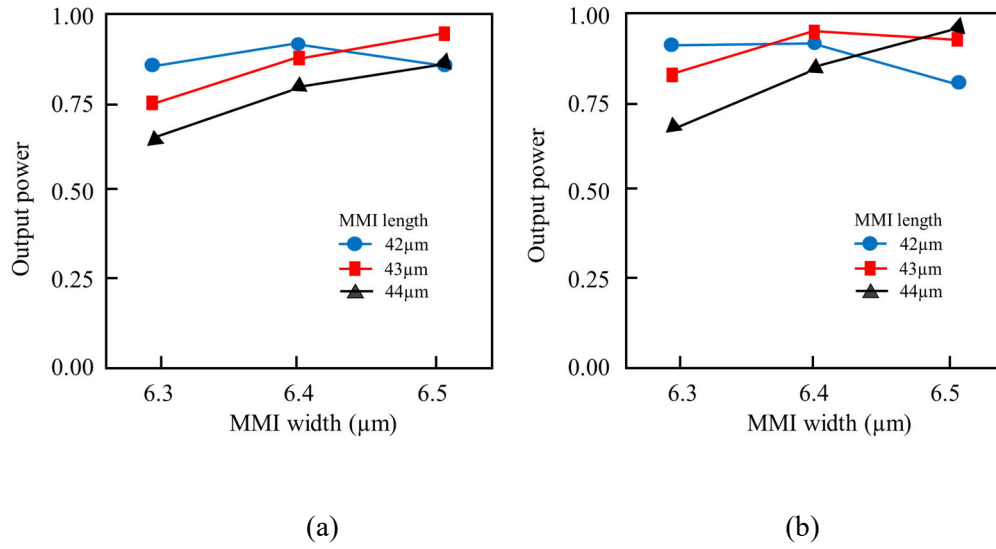 1.00
0.75
0.50
0.25
0.00
Output power
MMI length
42µm
43µm
44µm
6.3 6.4 6.5
MMI width (µm)
(a)
1.00
0.75
0.50
0.25
0.00
Output power
MMI length
42µm
43µm
44µm
6.3 6.4 6.5
MMI width (µm)
(b)